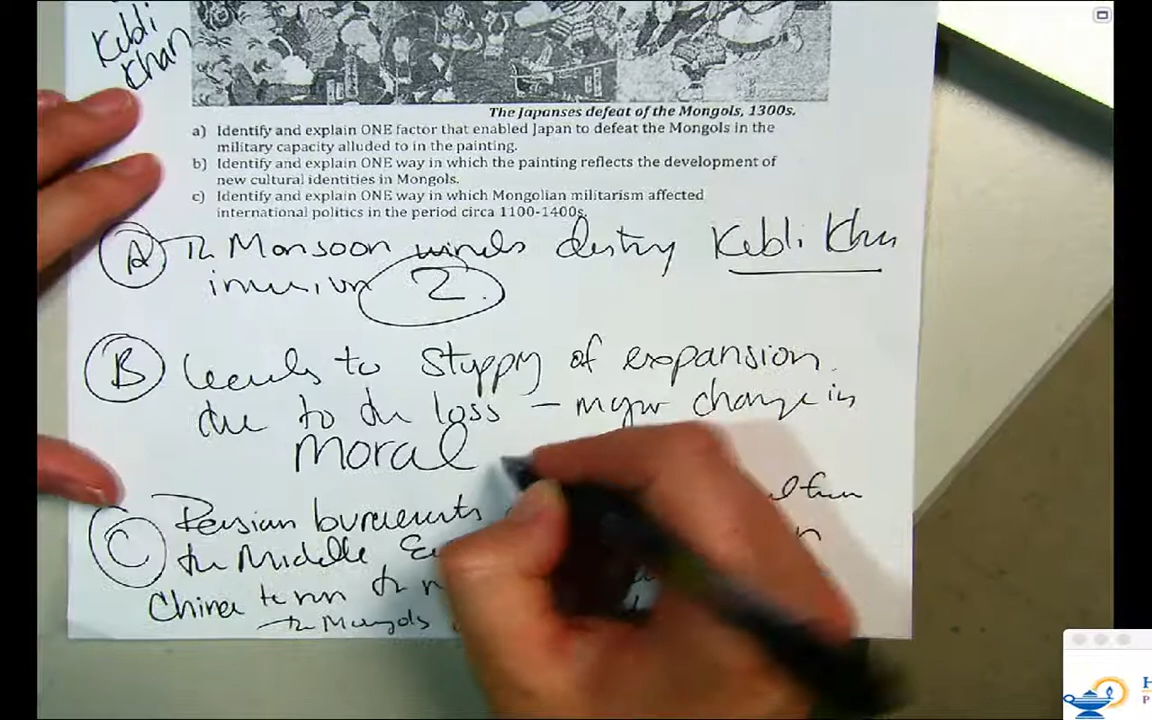 Kubli
Khan
The Japanses defeat of the Mongols, 1300s.
a) Identify and explain ONE factor that enabled Japan to defeat the Mongols in the
military capacity alluded to in the painting.
b) Identify and explain ONE way in which the painting reflects the development of
new cultural identities in Mongols.
c) Identify and explain ONE way in which Mongolian militarism affected
international politics in the period circa 1100-1400s.
A Th Monsoon winds destroy Kubli Khan
invasion 2.
B leads to Stoppg of expansion
due to the loss – major change in
moral
C Persian
the Middle
China
the Mongols
H
P